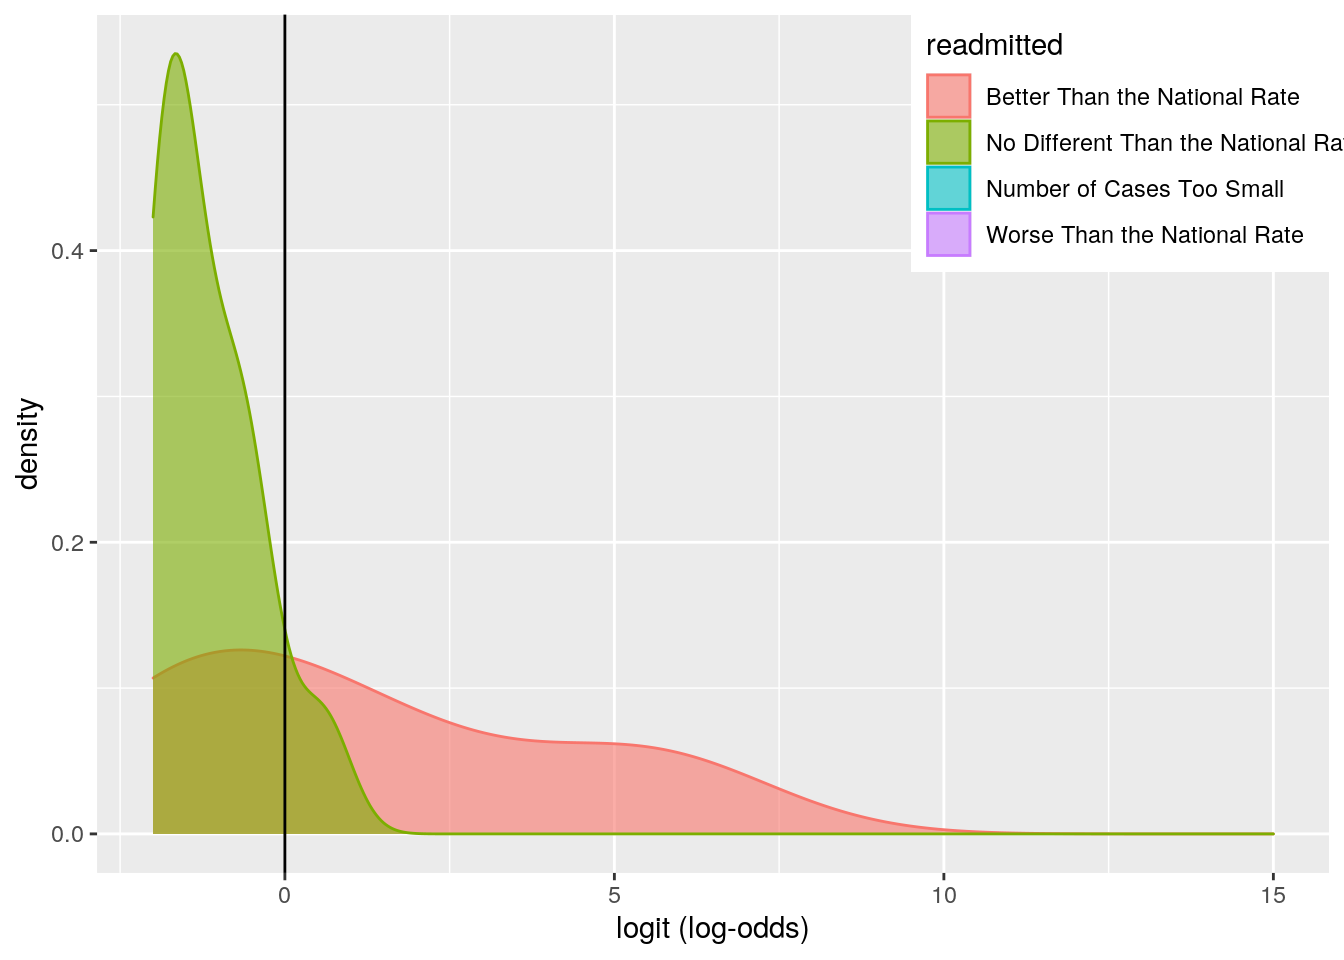 readmitted
Better Than the National Rate
No Different Than the National
Number of Cases Too Small
Worse Than the National Rate
0.4
0.2
0.0
density
0
5
10
15
logit (log-odds)